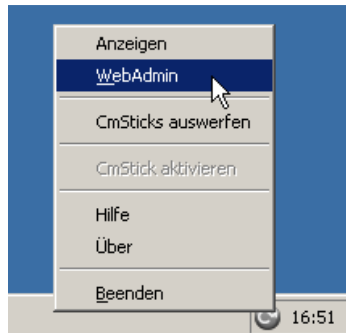 Anzeigen
WebAdmin
CmSticks auswerfen
CmStick aktivieren
Hilfe
Über
Beenden
16:51